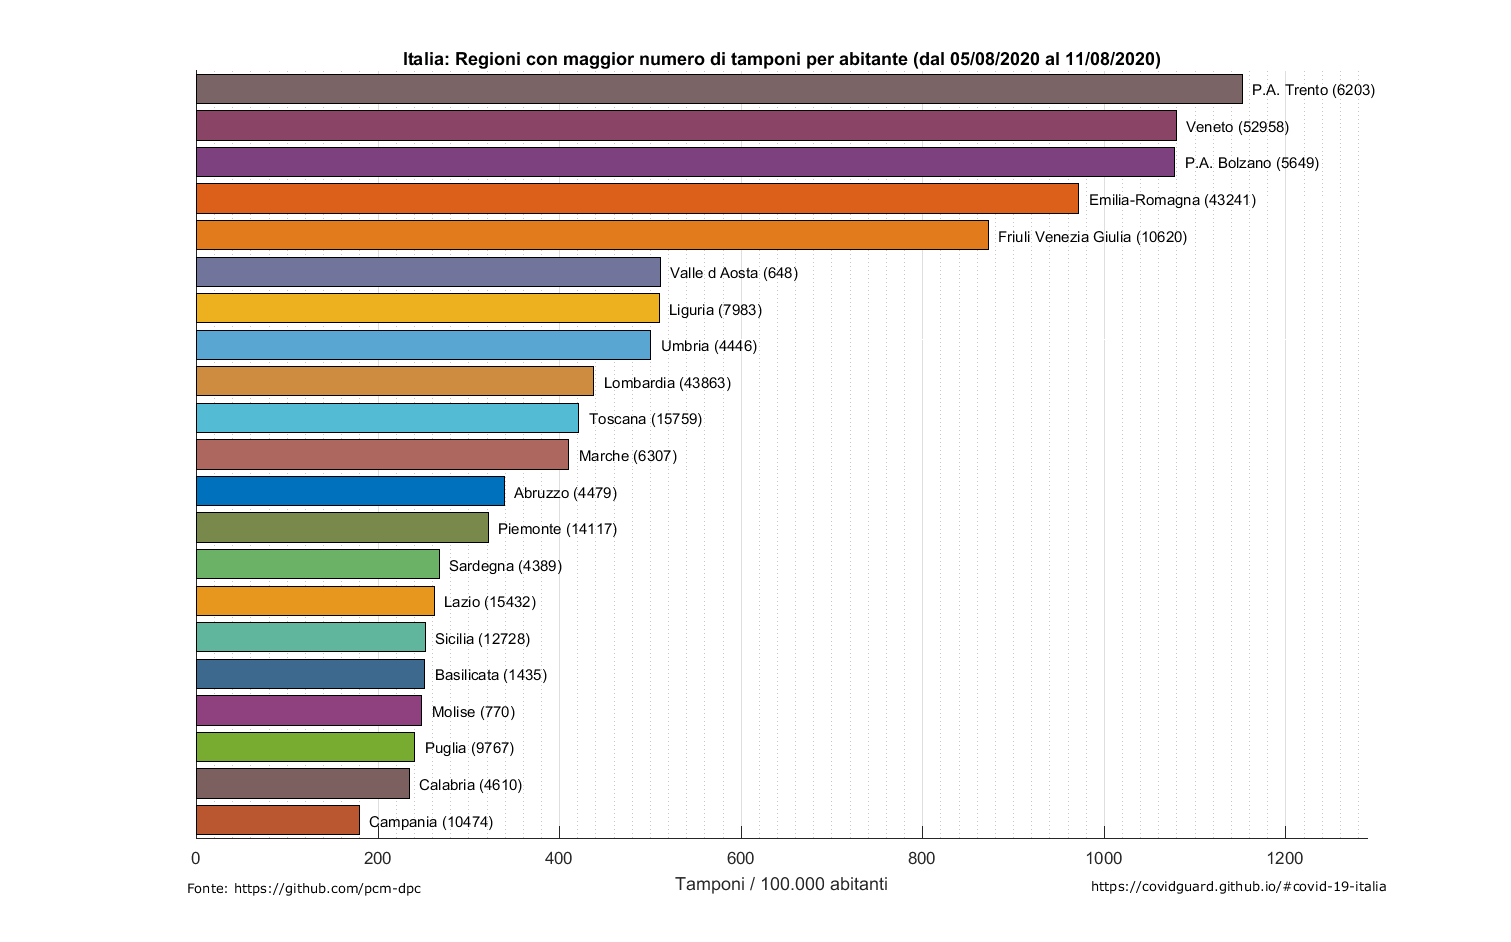 Italia: Regioni con maggior numero di tamponi per abitante (dal 05/08/2020 al 11/08/2020)
P.A. Trento (6203)
Veneto (52958)
P.A. Bolzano (5649)
Emilia-Romagna (43241)
Friuli Venezia Giulia (10620)
Valle d Aosta (648)
Liguria (7983)
Umbria (4446)
Lombardia (43863)
Toscana (15759)
Marche (6307)
Abruzzo (4479)
Piemonte (14117)
Sardegna (4389)
Lazio (15432)
Sicilia (12728)
Basilicata (1435)
Molise (770)
Puglia (9767)
Calabria (4610)
Campania (10474)
0 200 400 600 800 1000 1200
Tamponi / 100.000 abitanti
Fonte: https://github.com/pcm-dpc
https://covidguard.github.io/#covid-19-italia